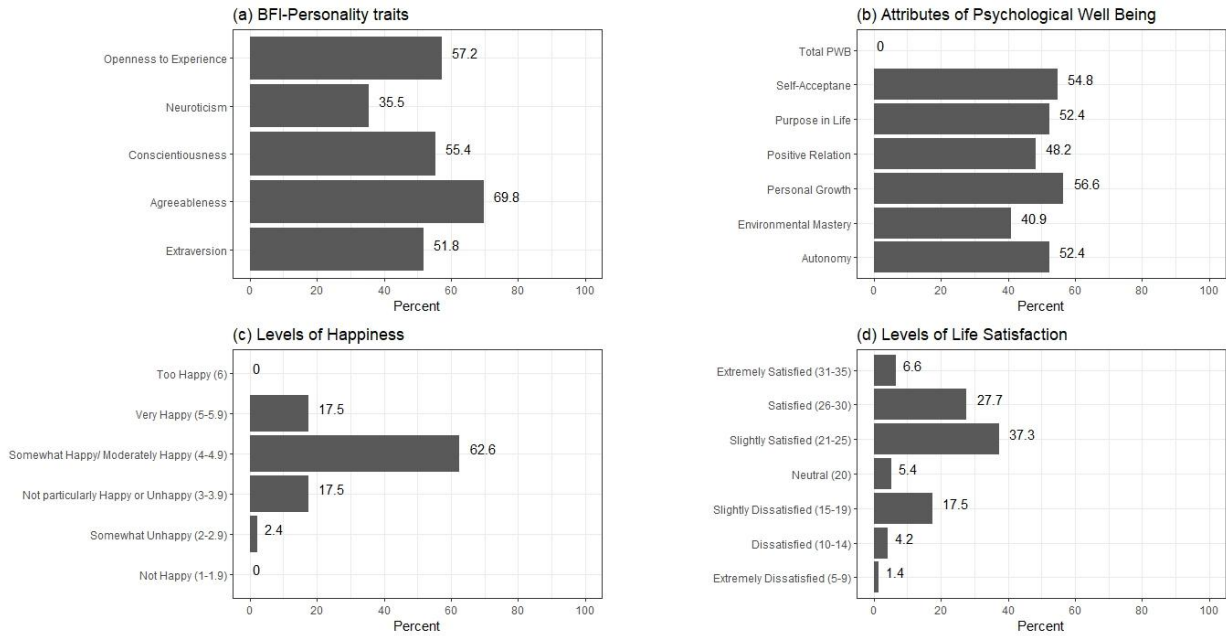 (a) BFI-Personality traits
Openness to Experience
57.2
Neuroticism
35.5
Conscientiousness
55.4
Agreeableness
69.8
Extraversion
51.8
0 20 40 60 80 100
Percent
(b) Attributes of Psychological Well Being
Total PWB
0
Self-Acceptane
54.8
Purpose in Life
52.4
Positive Relation
48.2
Personal Growth
56.6
Environmental Mastery
40.9
Autonomy
52.4
0 20 40 60 80 100
Percent
(c) Levels of Happiness
Too Happy (6)
0
Very Happy (5-5.9)
17.5
Somewhat Happy/ Moderately Happy (4-4.9)
62.6
Not particularly Happy or Unhappy (3-3.9)
17.5
Somewhat Unhappy (2-2.9)
2.4
Not Happy (1-1.9)
0
0 20 40 60 80 100
Percent
(d) Levels of Life Satisfaction
Extremely Satisfied (31-35)
6.6
Satisfied (26-30)
27.7
Slightly Satisfied (21-25)
37.3
Neutral (20)
5.4
Slightly Dissatisfied (15-19)
17.5
Dissatisfied (10-14)
4.2
Extremely Dissatisfied (5-9)
1.4
0 20 40 60 80 100
Percent